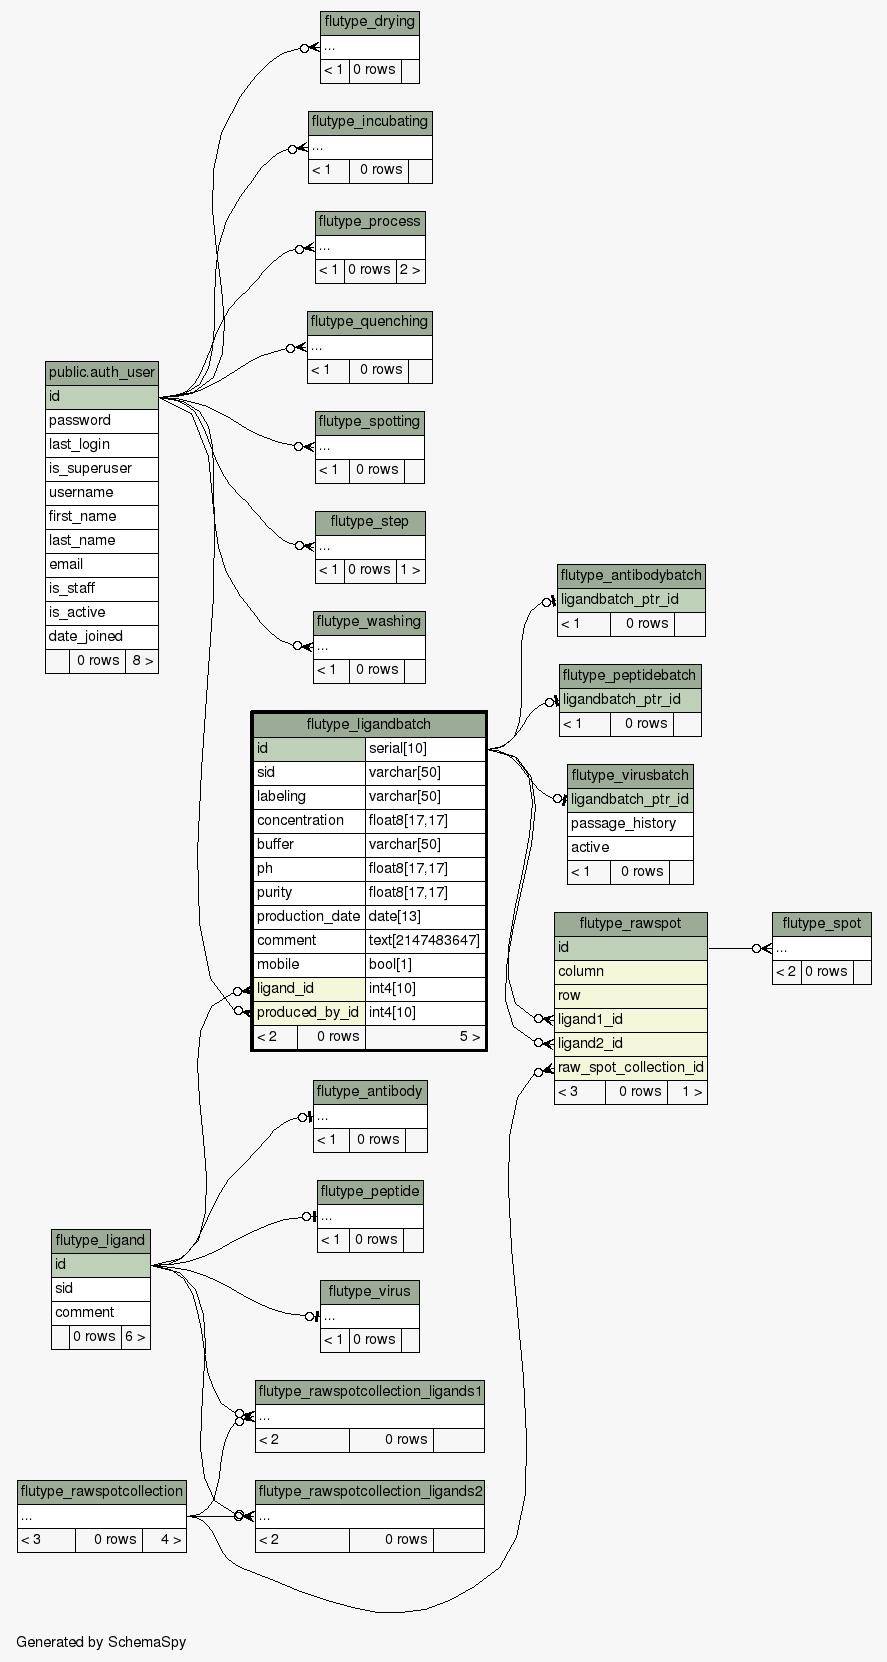 flutype_drying
...
< 1 0 rows
flutype_incubating
...
< 1 0 rows
flutype_process
...
< 1 0 rows 2 >
flutype_quenching
...
< 1 0 rows
public.auth_user
id
password
last_login
is_superuser
username
first_name
last_name
email
is_staff
is_active
date_joined
0 rows 8 >
flutype_spotting
...
< 1 0 rows
flutype_step
...
< 1 0 rows 1 >
flutype_washing
...
< 1 0 rows
flutype_antibodybatch
ligandbatch_ptr_id
< 1 0 rows
flutype_peptidebatch
ligandbatch_ptr_id
< 1 0 rows
flutype_ligandbatch
id serial[10]
sid varchar[50]
labeling varchar[50]
concentration float8[17,17]
buffer varchar[50]
ph float8[17,17]
purity float8[17,17]
production_date date[13]
comment text[2147483647]
mobile bool[1]
ligand_id int4[10]
produced_by_id int4[10]
< 2 0 rows 5 >
flutype_virusbatch
ligandbatch_ptr_id
passage_history
active
< 1 0 rows
flutype_rawspot
id
column
row
ligand1_id
ligand2_id
raw_spot_collection_id
< 3 0 rows 1 >
flutype_spot
...
< 2 0 rows
flutype_antibody
...
< 1 0 rows
flutype_peptide
...
< 1 0 rows
flutype_ligand
id
sid
comment
0 rows 6 >
flutype_virus
...
< 1 0 rows
flutype_rawspotcollection_ligands1
...
< 2 0 rows
flutype_rawspotcollection
...
< 3 0 rows 4 >
flutype_rawspotcollection_ligands2
...
< 2 0 rows
Generated by SchemaSpy